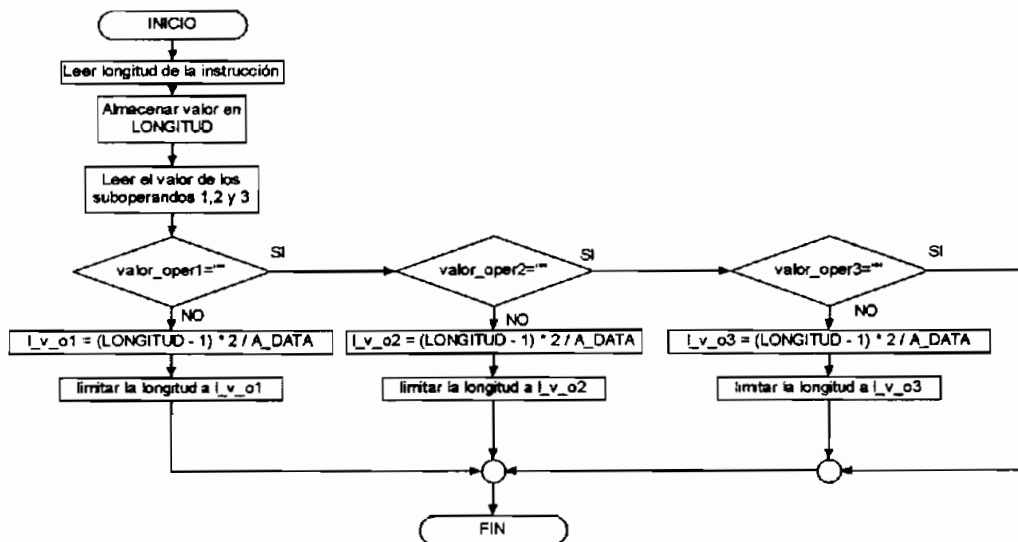 INICIO
Leer longitud de la instrucción
Almacenar valor en
LONGITUD
Leer el valor de los
suboperandos 1,2 y 3
valor_oper1=""
SI
valor_oper2=""
SI
valor_oper3=""
SI
NO
NO
NO
l_v_o1 = (LONGITUD - 1) * 2 / A_DATA
l_v_o2 = (LONGITUD - 1) * 2 / A_DATA
l_v_o3 = (LONGITUD - 1) * 2 / A_DATA
limitar la longitud a l_v_o1
limitar la longitud a l_v_o2
limitar la longitud a l_v_o3
FIN